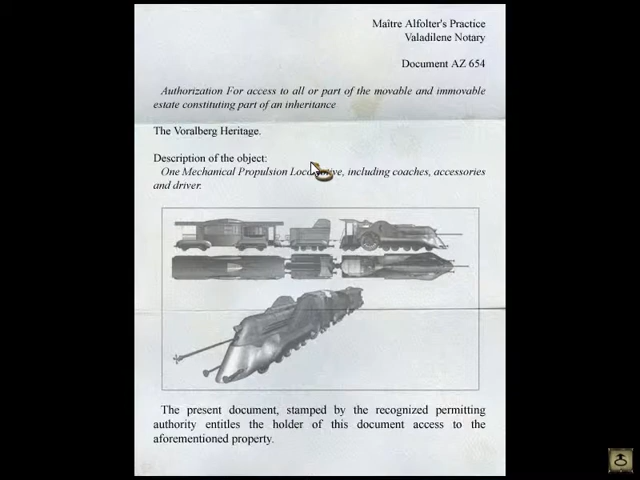 Maître Alfolter's Practice
Valadilene Notary
Document AZ 654
Authorization For access to all or part of the movable and immovable
estate constituting part of an inheritance
The Voralberg Heritage.
Description of the object:
One Mechanical Propulsion Locomotive, including coaches, accessories
and driver.
The present document, stamped by the recognized permitting
authority entitles the holder of this document access to the
aforementioned property.